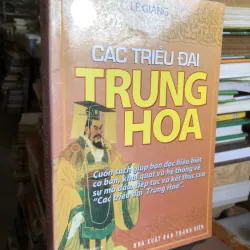 LÊ GIẢNG
CÁC TRIỀU ĐẠI
TRUNG
HOA
Cuốn sách giúp bạn đọc hiểu biết
cơ bản, khái quát và hệ thống về
sự mở đầu, tiếp tục và kết thúc của
"Các triều đại Trung Hoa".
NHÀ XUẤT BẢN THANH NIÊN